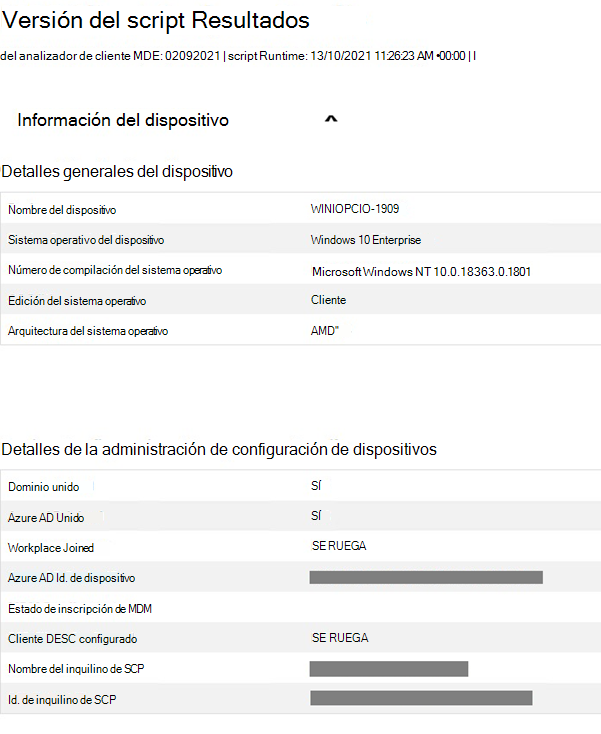 Versión del script Resultados
del analizador de cliente MDE: 02092021 | script Runtime: 13/10/2021 11:26:23 AM •00:00 | I
Información del dispositivo
Detalles generales del dispositivo
Nombre del dispositivo WINIOPCIO-1909
Sistema operativo del dispositivo Windows 10 Enterprise
Número de compilación del sistema operativo Microsoft Windows NT 10.0.18363.0.1801
Edición del sistema operativo Cliente
Arquitectura del sistema operativo AMD"
Detalles de la administración de configuración de dispositivos
Dominio unido Sí
Azure AD Unido Sí
Workplace Joined SE RUEGA
Azure AD Id. de dispositivo
Estado de inscripción de MDM
Cliente DESC configurado SE RUEGA
Nombre del inquilino de SCP
Id. de inquilino de SCP